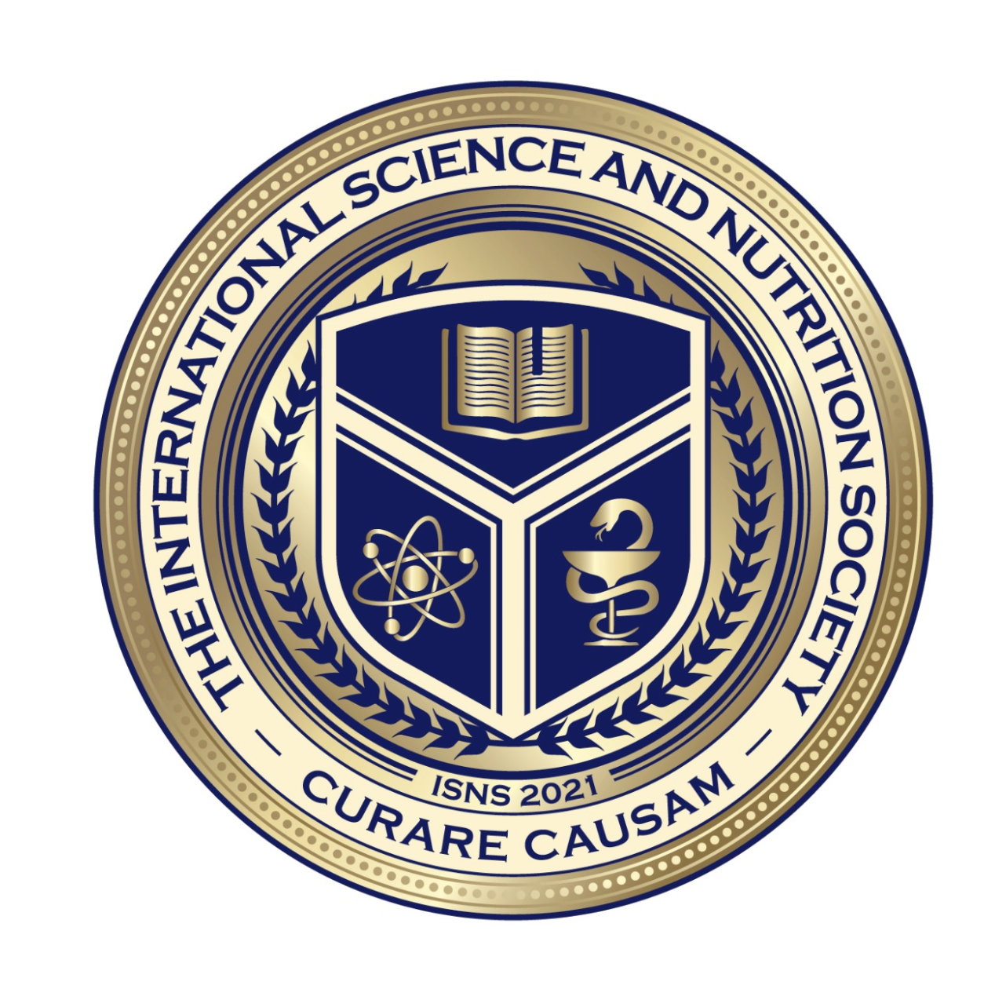 THE INTERNATIONAL SCIENCE AND NUTRITION SOCIETY
ISNS 2021
CURARE CAUSAM